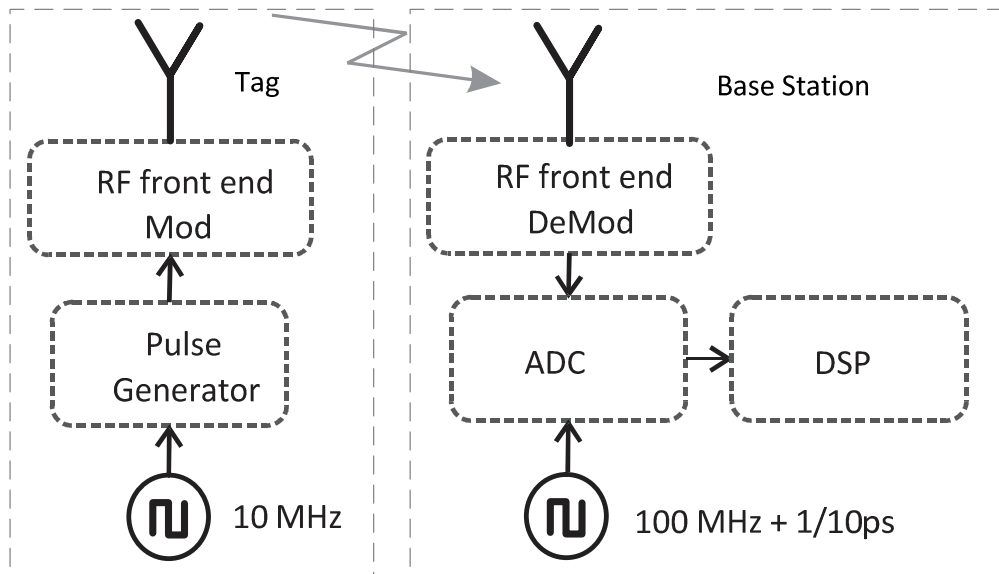 Tag
RF front end
Mod
Pulse
Generator
10 MHz
Base Station
RF front end
DeMod
ADC
DSP
100 MHz + 1/10ps